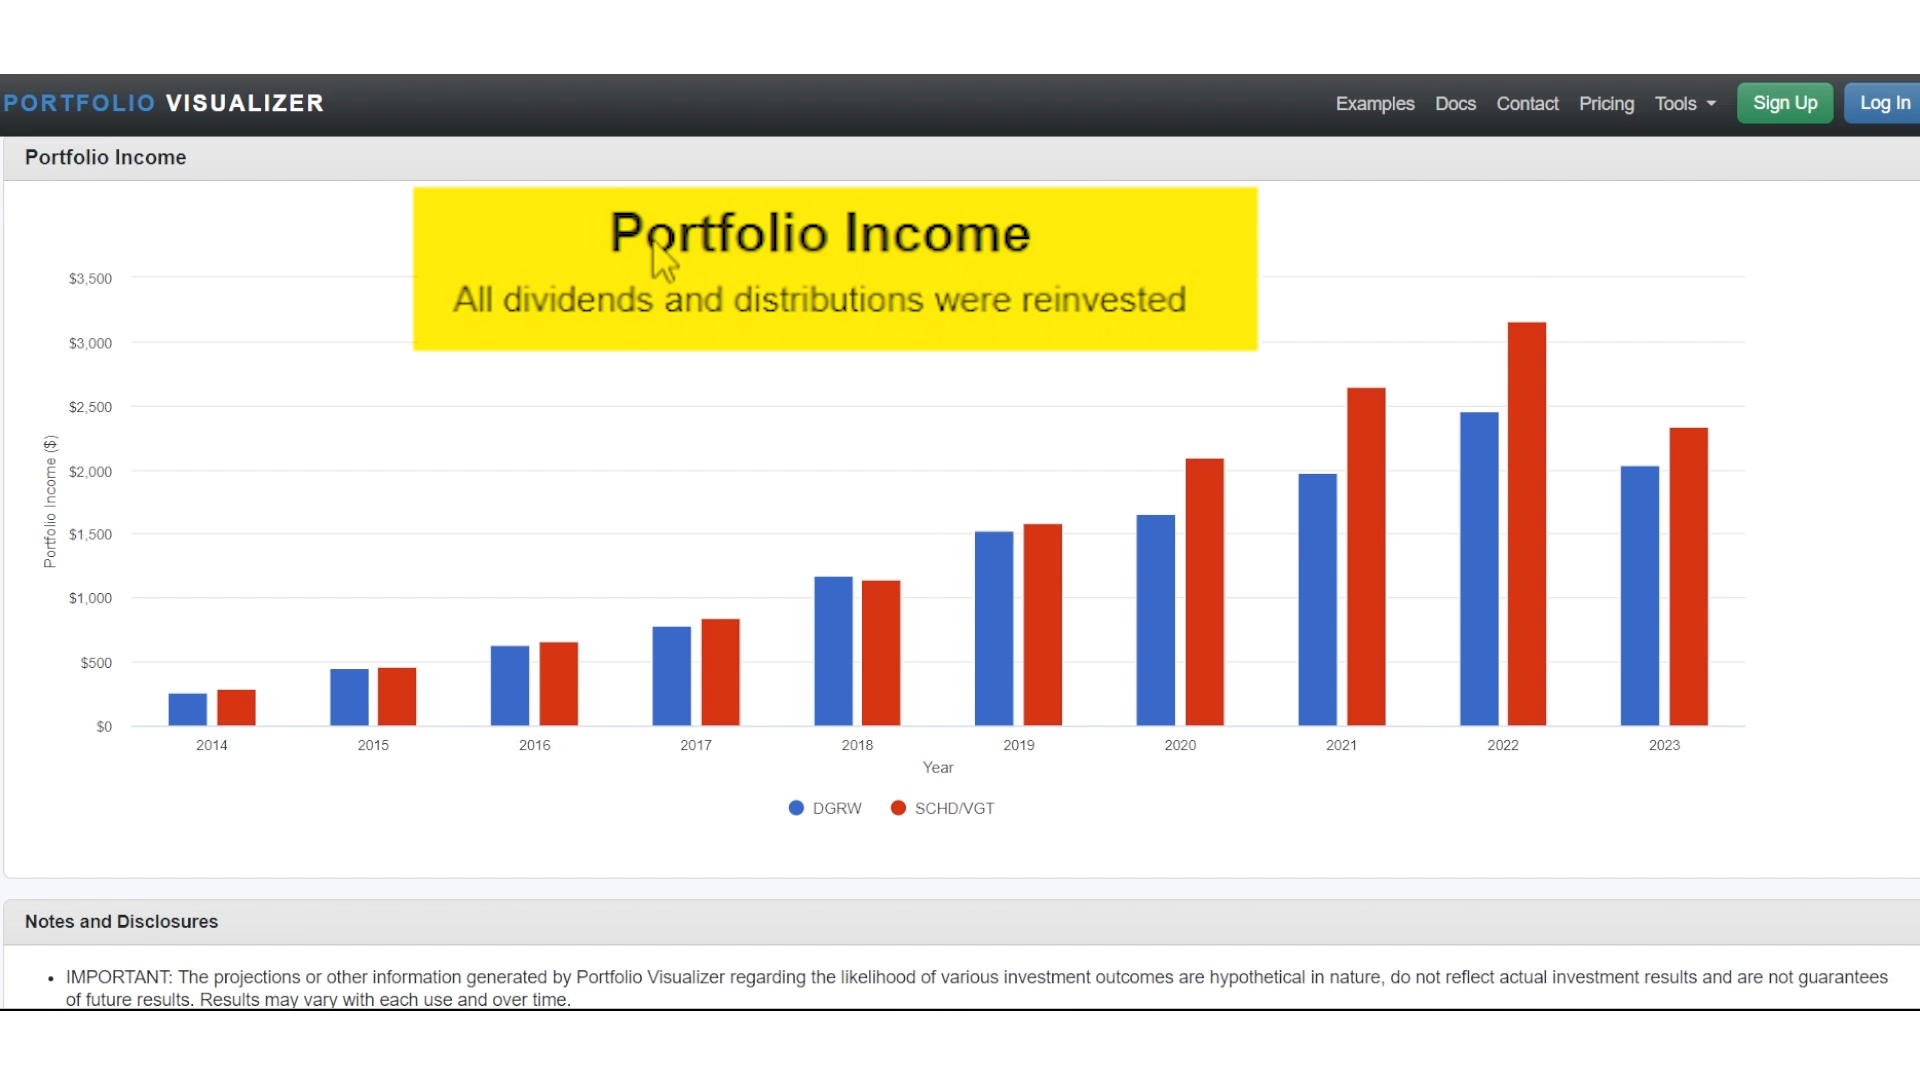 PORTFOLIO VISUALIZER
Examples Docs Contact Pricing Tools Sign Up Log In
Portfolio Income
Portfolio Income
All dividends and distributions were reinvested
$3,500
$3,000
$2,500
$2,000
$1,500
$1,000
$500
$0
Portfolio Income ($)
2014 2015 2016 2017 2018 2019 2020 2021 2022 2023
Year
DGRW SCHD/VGT
Notes and Disclosures
• IMPORTANT: The projections or other information generated by Portfolio Visualizer regarding the likelihood of various investment outcomes are hypothetical in nature, do not reflect actual investment results and are not guarantees
of future results. Results may vary with each use and over time.